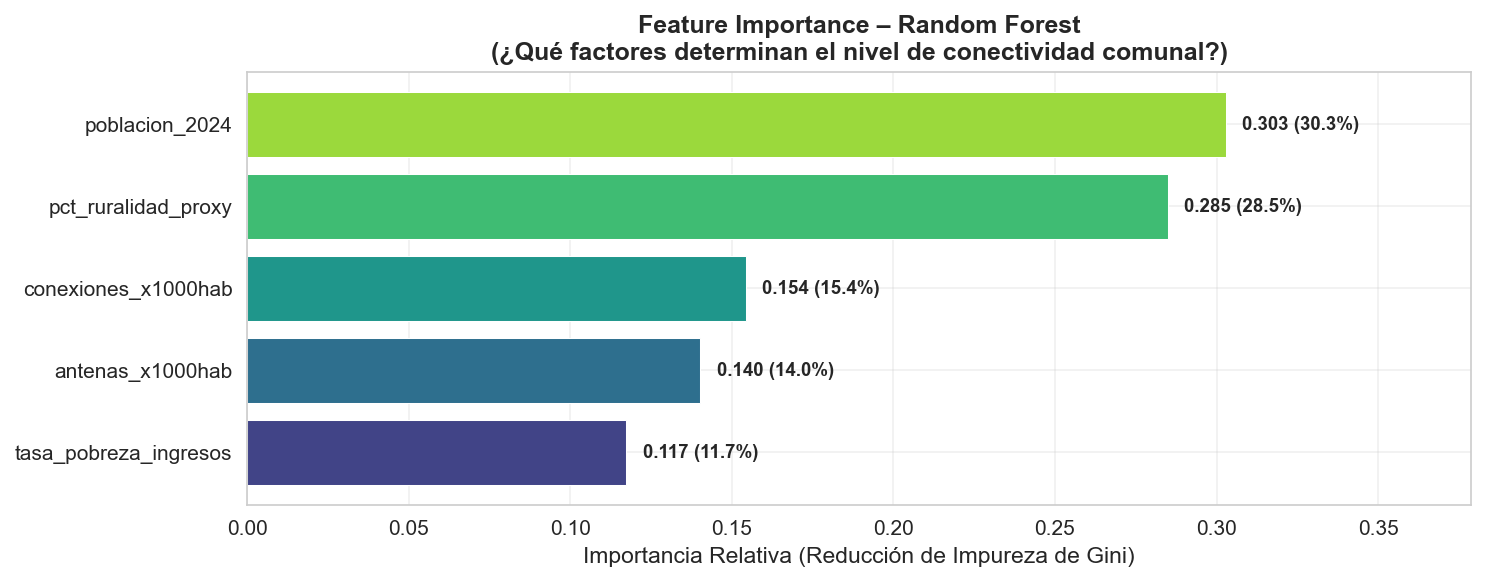 Feature Importance – Random Forest
(¿Qué factores determinan el nivel de conectividad comunal?)
poblacion_2024
0.303 (30.3%)
pct_ruralidad_proxy
0.285 (28.5%)
conexiones_x1000hab
0.154 (15.4%)
antenas_x1000hab
0.140 (14.0%)
tasa_pobreza_ingresos
0.117 (11.7%)
0.00 0.05 0.10 0.15 0.20 0.25 0.30 0.35
Importancia Relativa (Reducción de Impureza de Gini)